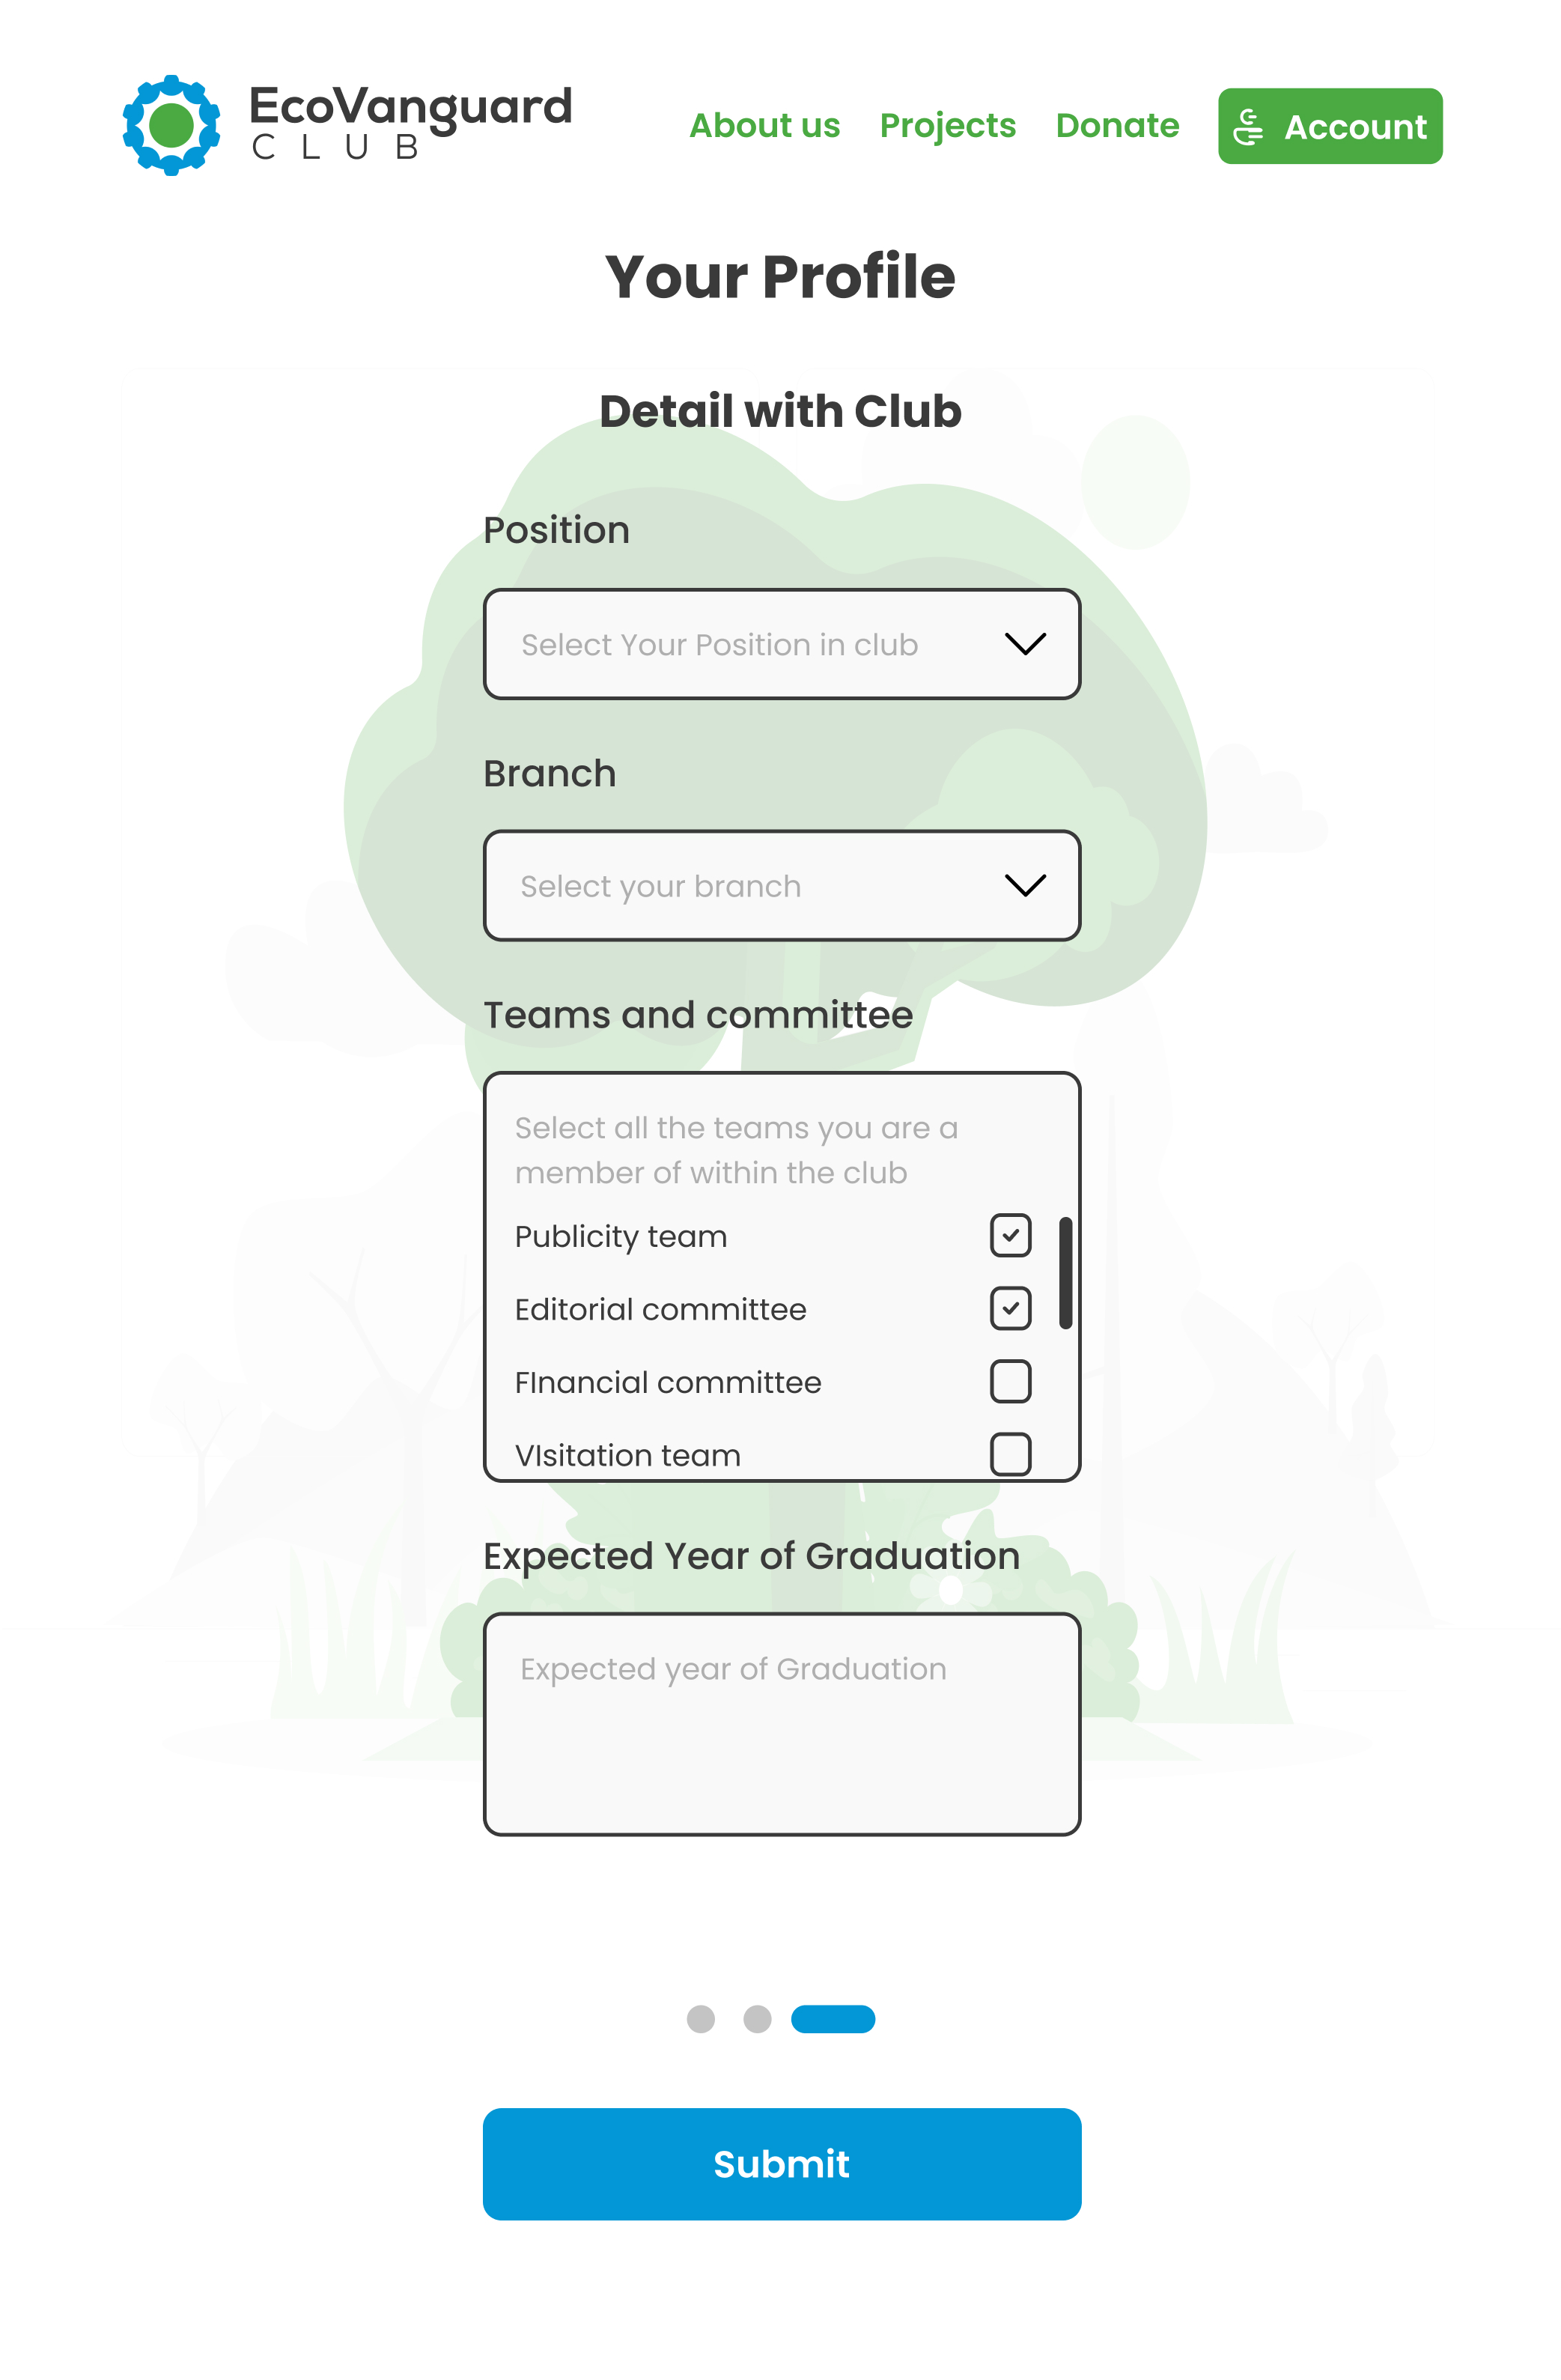 EcoVanguard
CLUB
About us
Projects
Donate
Account
Your Profile
Detail with Club
Position
Select Your Position in club
Branch
Select your branch
Teams and committee
Select all the teams you are a
member of within the club
Publicity team
Editorial committee
FInancial committee
VIsitation team
Expected Year of Graduation
Expected year of Graduation
Submit